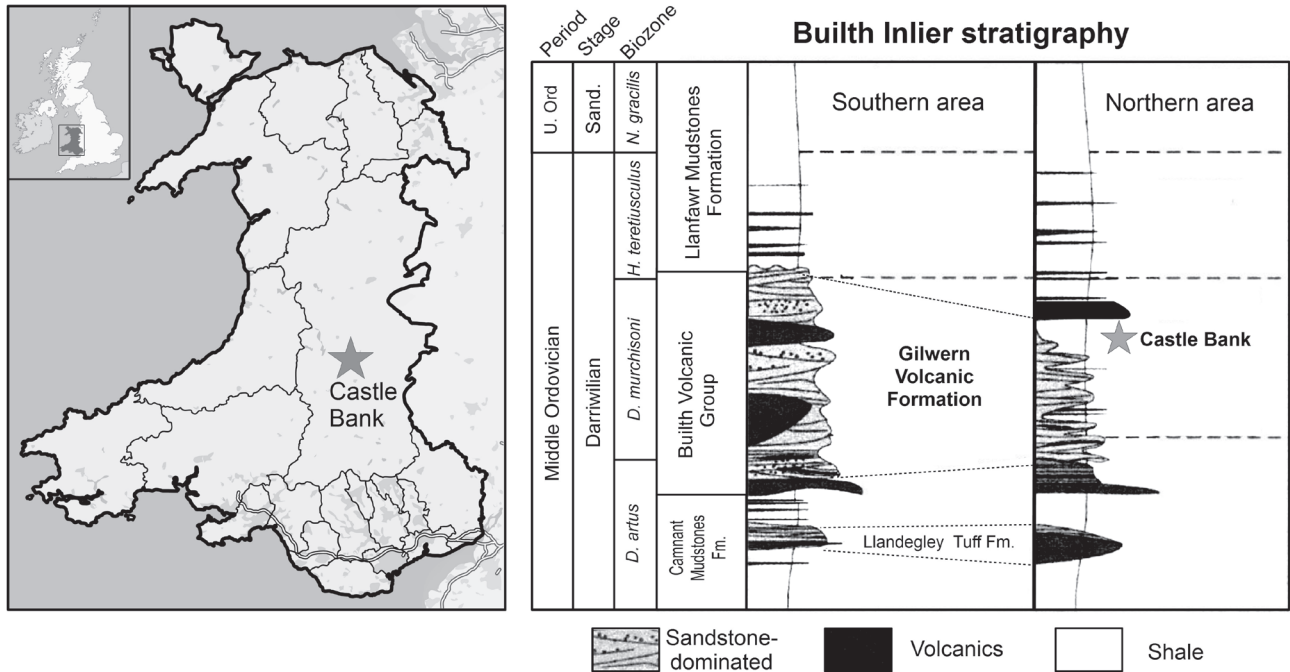 Castle
Bank
Builth Inlier stratigraphy
Period
Stage
Biozone
U. Ord
Sand.
N. gracilis
Middle Ordovician
Darriwilian
H. teretiusculus
D. murchisoni
D. artus
Llanfawr Mudstones
Formation
Builth Volcanic
Group
Camnant
Mudstones
Fm.
Southern area
Northern area
Castle Bank
Gilwern
Volcanic
Formation
Llandegley Tuff Fm.
Sandstone-
dominated
Volcanics
Shale